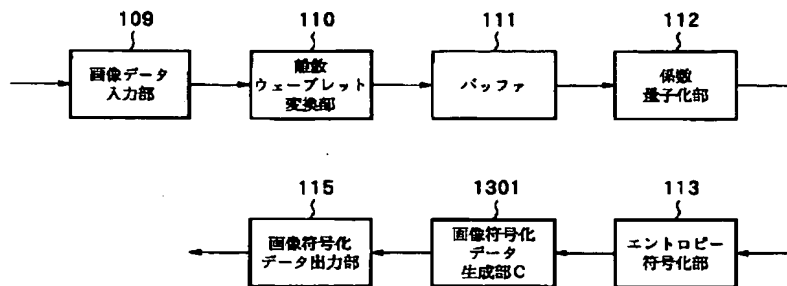 109
110
111
112
画像データ
入力部
離散
ウェーブレット
変換部
バッファ
係数
量子化部
115
1301
113
画像符号化
データ出力部
画像符号化
データ
生成部C
エントロピー
符号化部